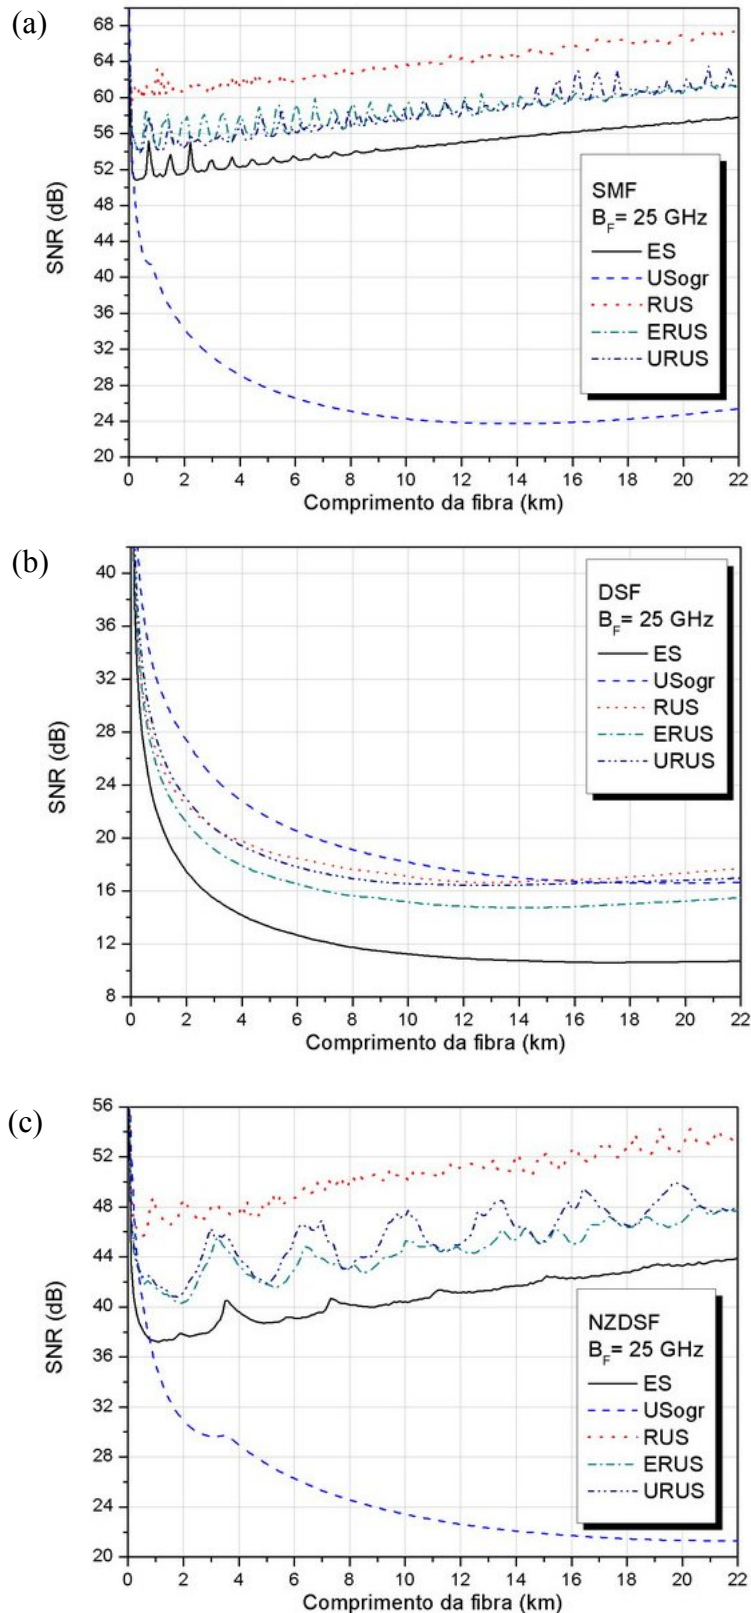 (a)
68
64
60
56
52
48
44
40
36
32
28
24
20
SNR (dB)
SMF
B_F= 25 GHz
ES
USogr
RUS
ERUS
URUS
0 2 4 6 8 10 12 14 16 18 20 22
Comprimento da fibra (km)
(b)
40
36
32
28
24
20
16
12
8
SNR (dB)
DSF
B_F= 25 GHz
ES
USogr
RUS
ERUS
URUS
0 2 4 6 8 10 12 14 16 18 20 22
Comprimento da fibra (km)
(c)
56
52
48
44
40
36
32
28
24
20
SNR (dB)
NZDSF
B_F= 25 GHz
ES
USogr
RUS
ERUS
URUS
0 2 4 6 8 10 12 14 16 18 20 22
Comprimento da fibra (km)